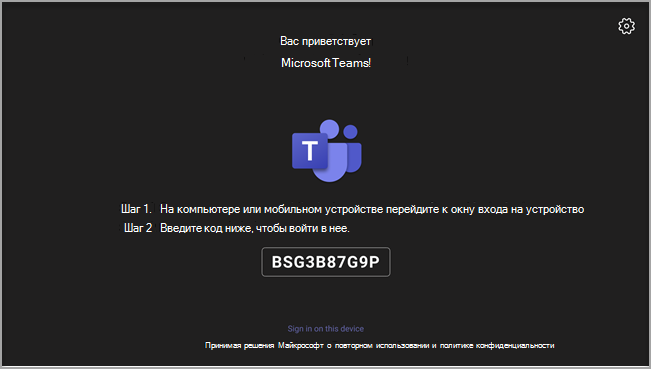 Вас приветствует
Microsoft Teams!
T
Шаг 1. На компьютере или мобильном устройстве перейдите к окну входа на устройство
Шаг 2 Введите код ниже, чтобы войти в нее.
BSG3B87G9P
Sign in on this device
Принимая решения Майкрософт о повторном использовании и политике конфиденциальности